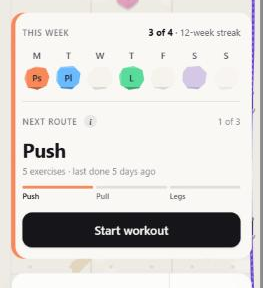 THIS WEEK 3 of 4 · 12-week streak
M T W T F S S
Ps Pl L
NEXT ROUTE i 1 of 3
Push
5 exercises · last done 5 days ago
Push Pull Legs
Start workout